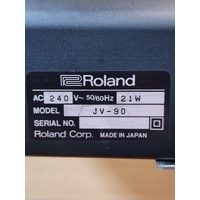 Roland
AC 240 V~ 50/60Hz 21W
MODEL JV-90
SERIAL NO.
Roland Corp. MADE IN JAPAN